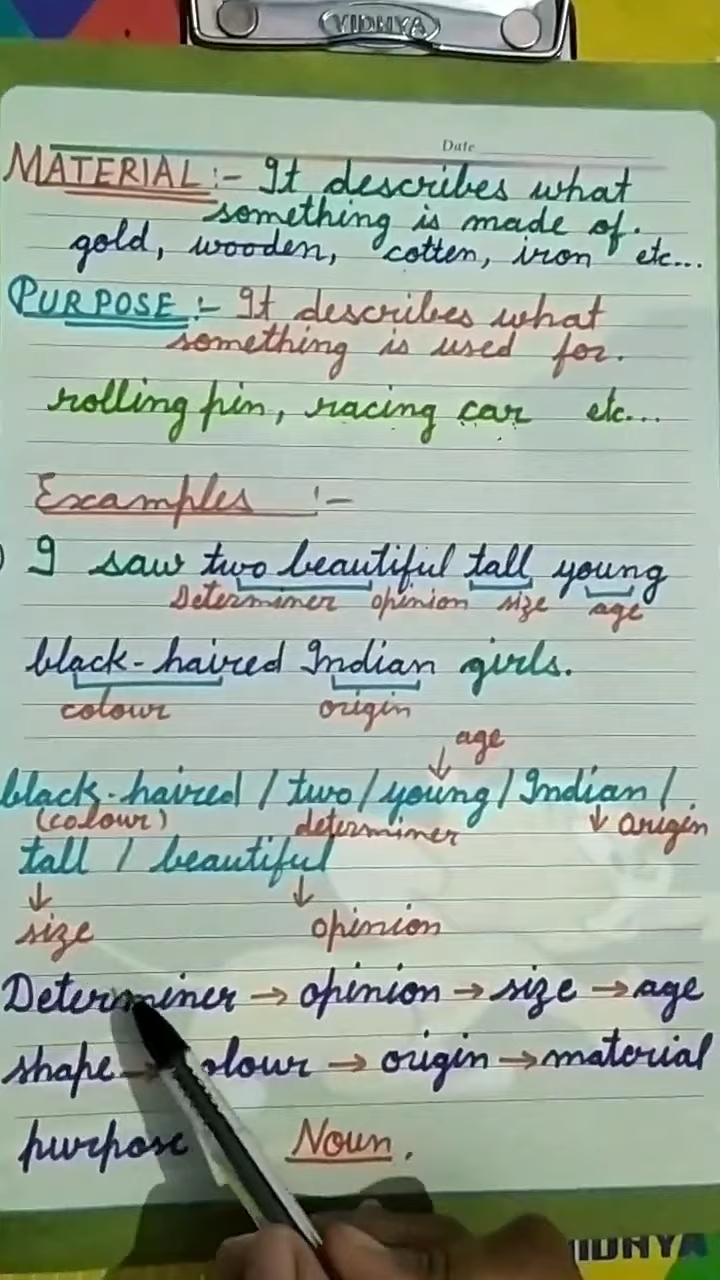 VIDHYA
Date
MATERIAL :- It describes what
something is made of.
gold, wooden, cotten, iron etc...
PURPOSE :- It describes what
something is used for.
rolling pin, racing car etc...
Examples :-
) I saw two beautiful tall young
Determiner opinion size age
black-haired Indian girls.
colour origin
age
black-haired / two / young / Indian /
(colour) determiner origin
tall / beautiful
size opinion
Determiner → opinion → size → age
shape → olour → origin → material
purpose Noun.
IDHYA